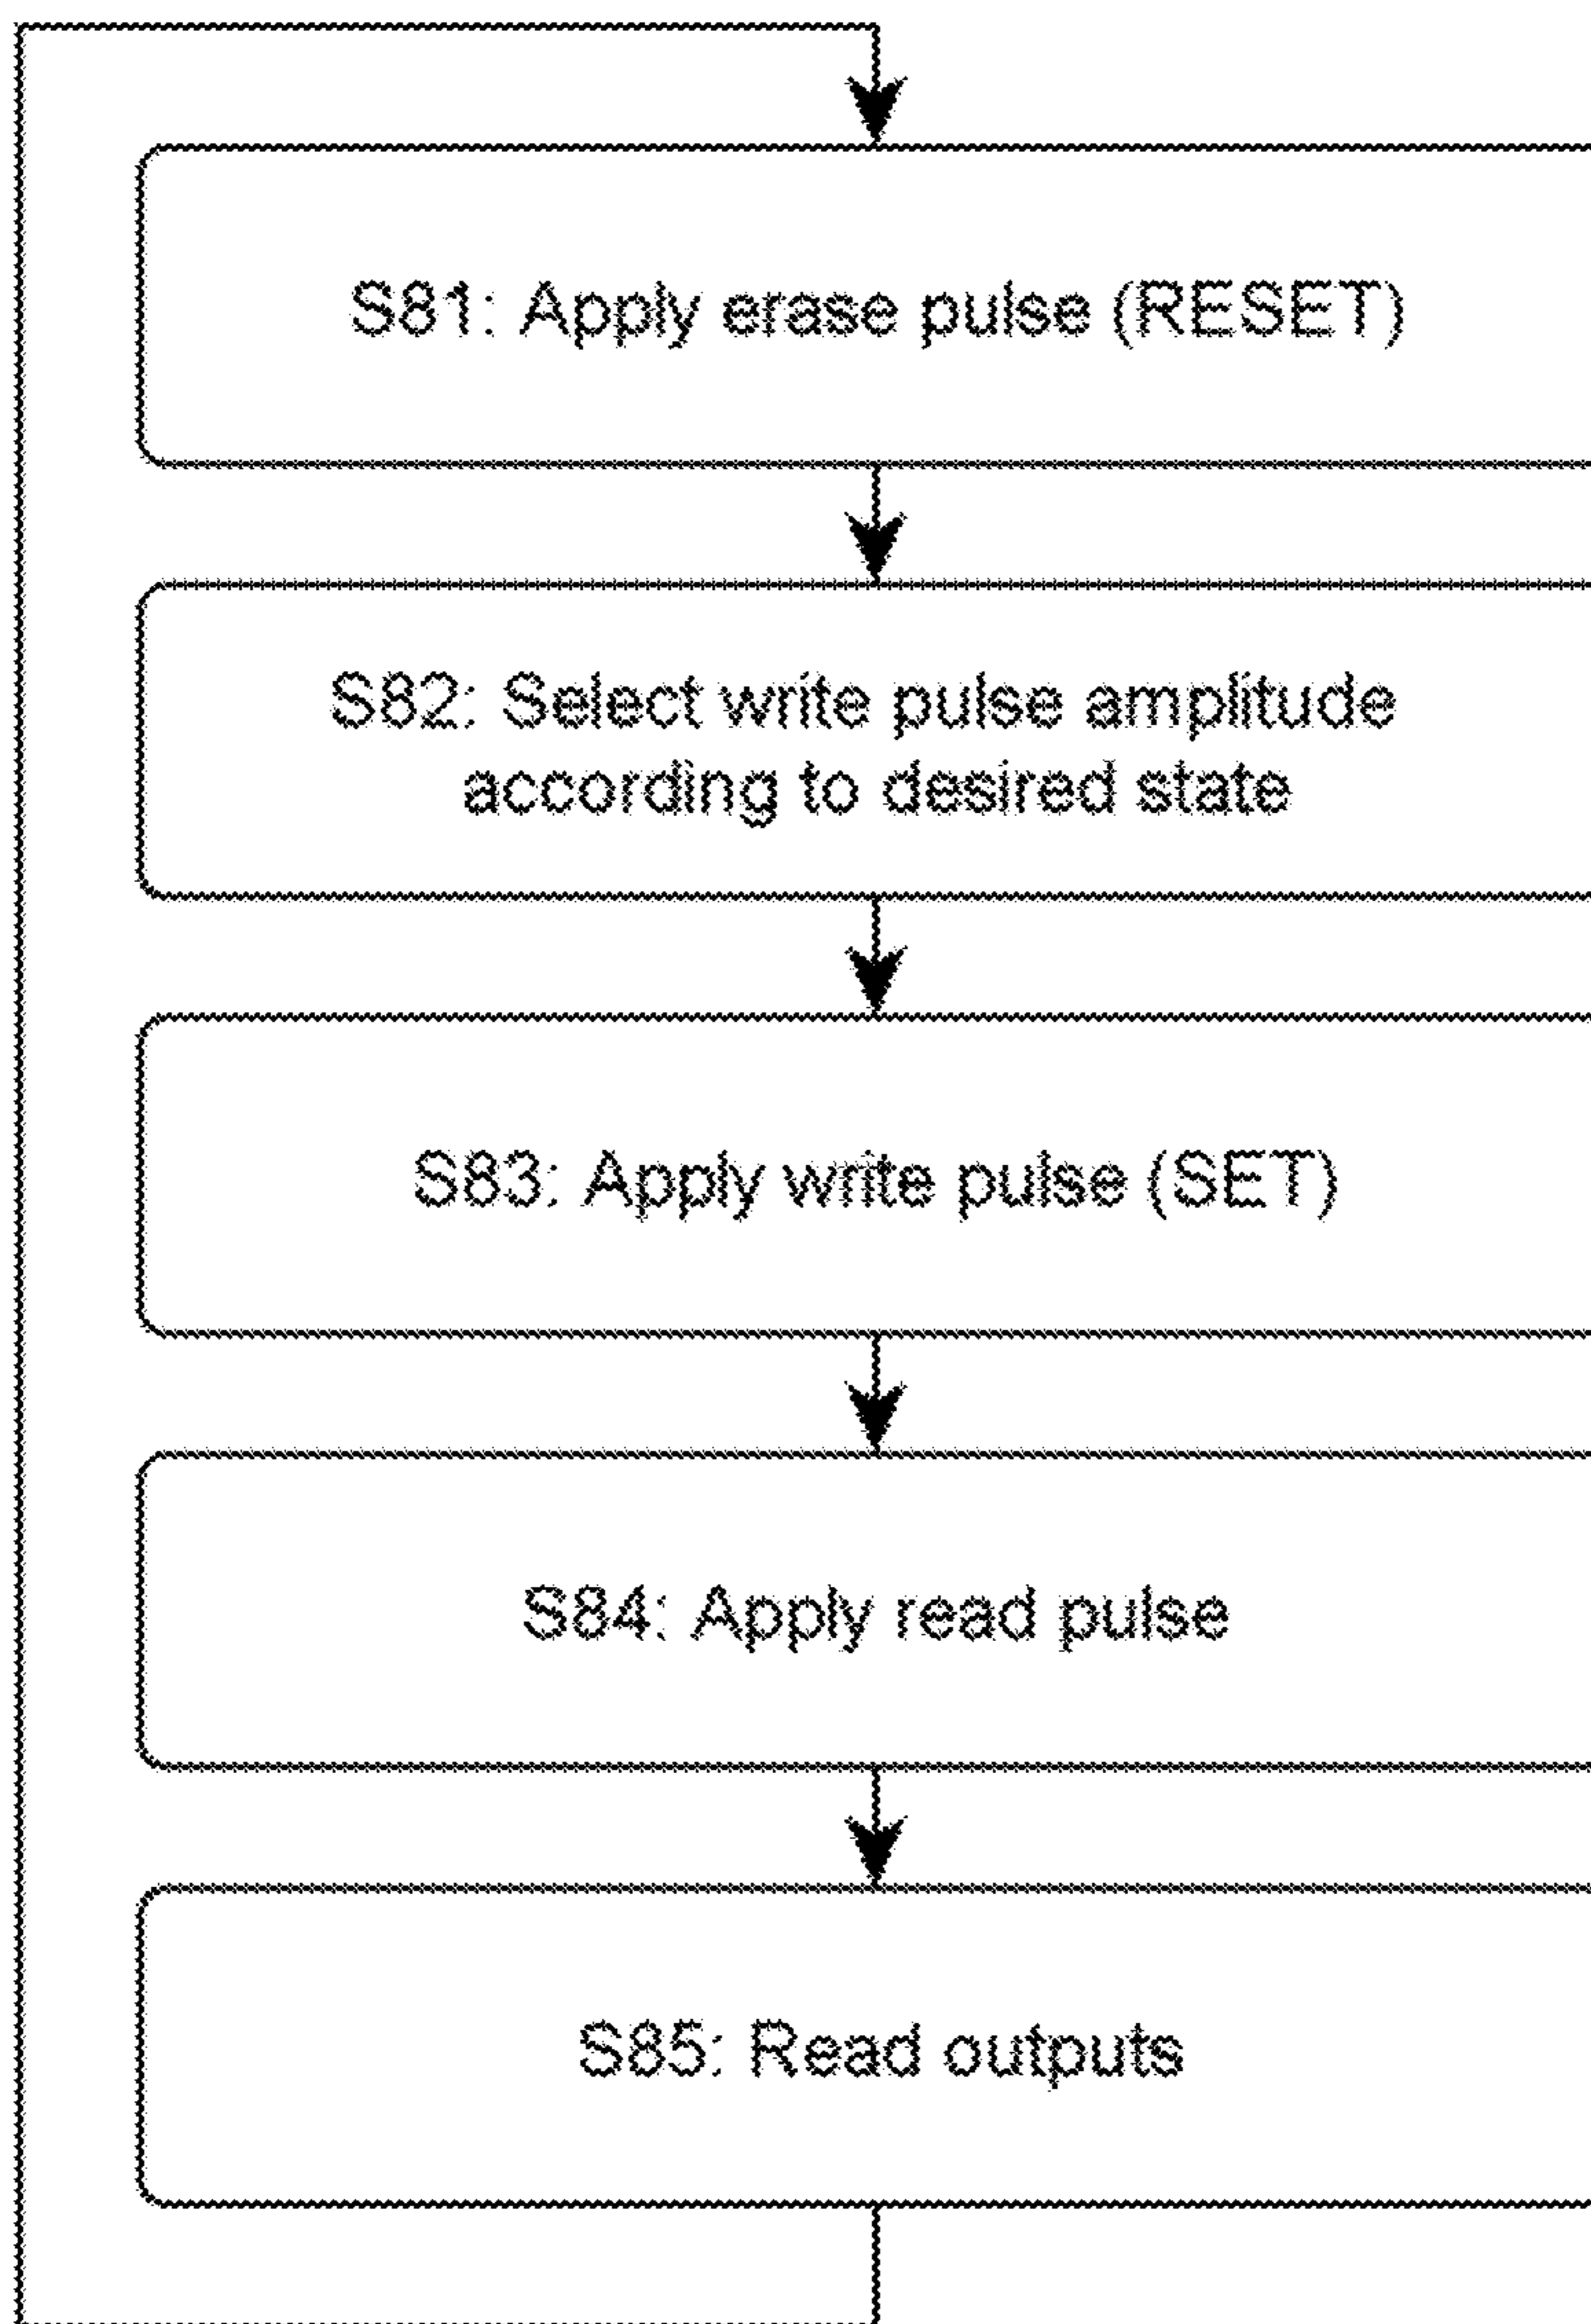 S81: Apply erase pulse (RESET)
S82: Select write pulse amplitude
according to desired state
S83: Apply write pulse (SET)
S84: Apply read pulse
S85: Read outputs